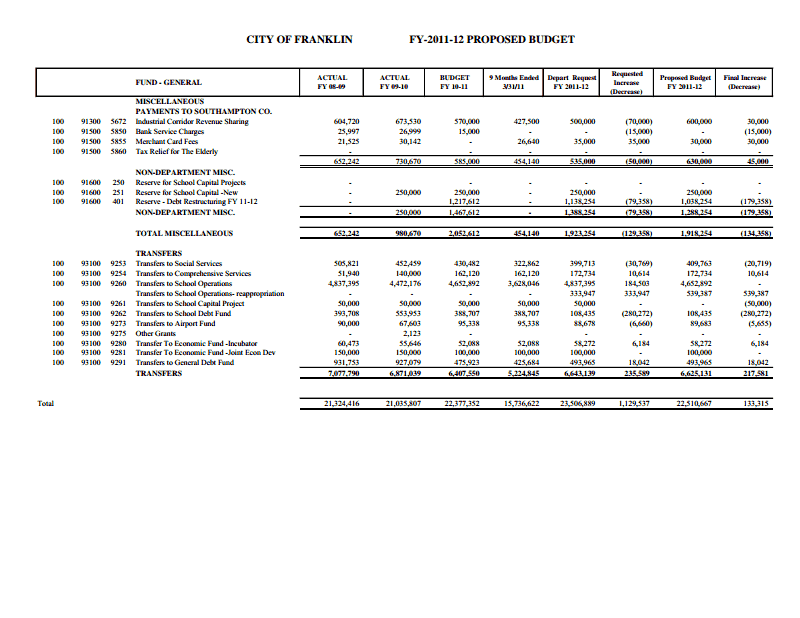 CITY OF FRANKLIN FY-2011-12 PROPOSED BUDGET
FUND - GENERAL ACTUAL FY 08-09 ACTUAL FY 09-10 BUDGET FY 10-11 9 Months Ended 3/31/11 Depart Request FY 2011-12 Requested Increase (Decrease) Proposed Budget FY 2011-12 Final Increase (Decrease)
MISCELLANEOUS
PAYMENTS TO SOUTHAMPTON CO.
100 91300 5672 Industrial Corridor Revenue Sharing 604,720 673,530 570,000 427,500 500,000 (70,000) 600,000 30,000
100 91500 5850 Bank Service Charges 25,997 26,999 15,000 - (15,000) - (15,000)
100 91500 5855 Merchant Card Fees 21,525 30,142 - 26,640 35,000 35,000 30,000 30,000
100 91500 5860 Tax Relief for The Elderly - - - - - - - -
652,242 730,670 585,000 454,140 535,000 (50,000) 630,000 45,000
NON-DEPARTMENT MISC.
100 91600 250 Reserve for School Capital Projects - - - - - - - -
100 91600 251 Reserve for School Capital -New - 250,000 250,000 - 250,000 - 250,000 -
100 91600 401 Reserve - Debt Restructuring FY 11-12 - 1,217,612 - 1,138,254 (79,358) 1,038,254 (179,358)
NON-DEPARTMENT MISC. - 250,000 1,467,612 - 1,388,254 (79,358) 1,288,254 (179,358)
TOTAL MISCELLANEOUS 652,242 980,670 2,052,612 454,140 1,923,254 (129,358) 1,918,254 (134,358)
TRANSFERS
100 93100 9253 Transfers to Social Services 505,821 452,459 430,482 322,862 399,713 (30,769) 409,763 (20,719)
100 93100 9254 Transfers to Comprehensive Services 51,940 140,000 162,120 162,120 172,734 10,614 172,734 10,614
100 93100 9260 Transfers to School Operations 4,837,395 4,472,176 4,652,892 3,628,046 4,837,395 184,503 4,652,892 -
Transfers to School Operations- reappropriation - - - - 333,947 333,947 539,387 539,387
100 93100 9261 Transfers to School Capital Project 50,000 50,000 50,000 50,000 50,000 - - (50,000)
100 93100 9262 Transfers to School Debt Fund 393,708 553,953 388,707 388,707 108,435 (280,272) 108,435 (280,272)
100 93100 9273 Transfers to Airport Fund 90,000 67,603 95,338 95,338 88,678 (6,660) 89,683 (5,655)
100 93100 9275 Other Grants - 2,123 - - - - - -
100 93100 9280 Transfer To Economic Fund -Incubator 60,473 55,646 52,088 52,088 58,272 6,184 58,272 6,184
100 93100 9281 Transfer To Economic Fund -Joint Econ Dev 150,000 150,000 100,000 100,000 100,000 - 100,000 -
100 93100 9291 Transfers to General Debt Fund 931,753 927,079 475,923 425,684 493,965 18,042 493,965 18,042
TRANSFERS 7,077,790 6,871,039 6,407,550 5,224,845 6,643,139 235,589 6,625,131 217,581
Total 21,324,416 21,035,807 22,377,352 15,736,622 23,506,889 1,129,537 22,510,667 133,315